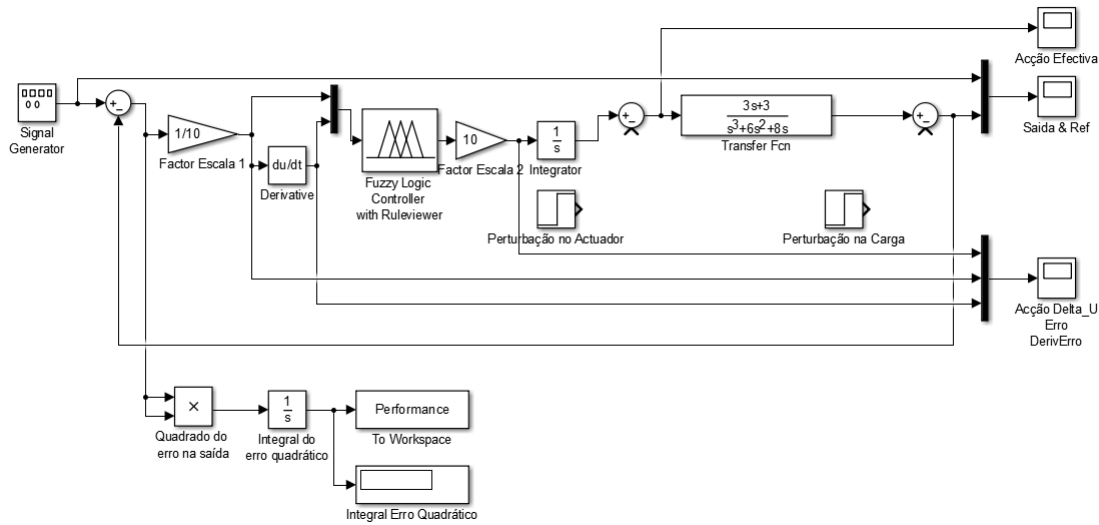 Acção Efectiva
Signal
Generator
+
−
1/10
Factor Escala 1
du/dt
Derivative
Fuzzy Logic
Controller
with Ruleviewer
10
Factor Escala 2
1
s
Integrator
+
−
3s+3
s³+6s²+8s
Transfer Fcn
+
−
Saida & Ref
Perturbação no Actuador
Perturbação na Carga
Acção Delta_U
Erro
DerivErro
×
Quadrado do
erro na saída
1
s
Integral do
erro quadrático
Performance
To Workspace
Integral Erro Quadrático